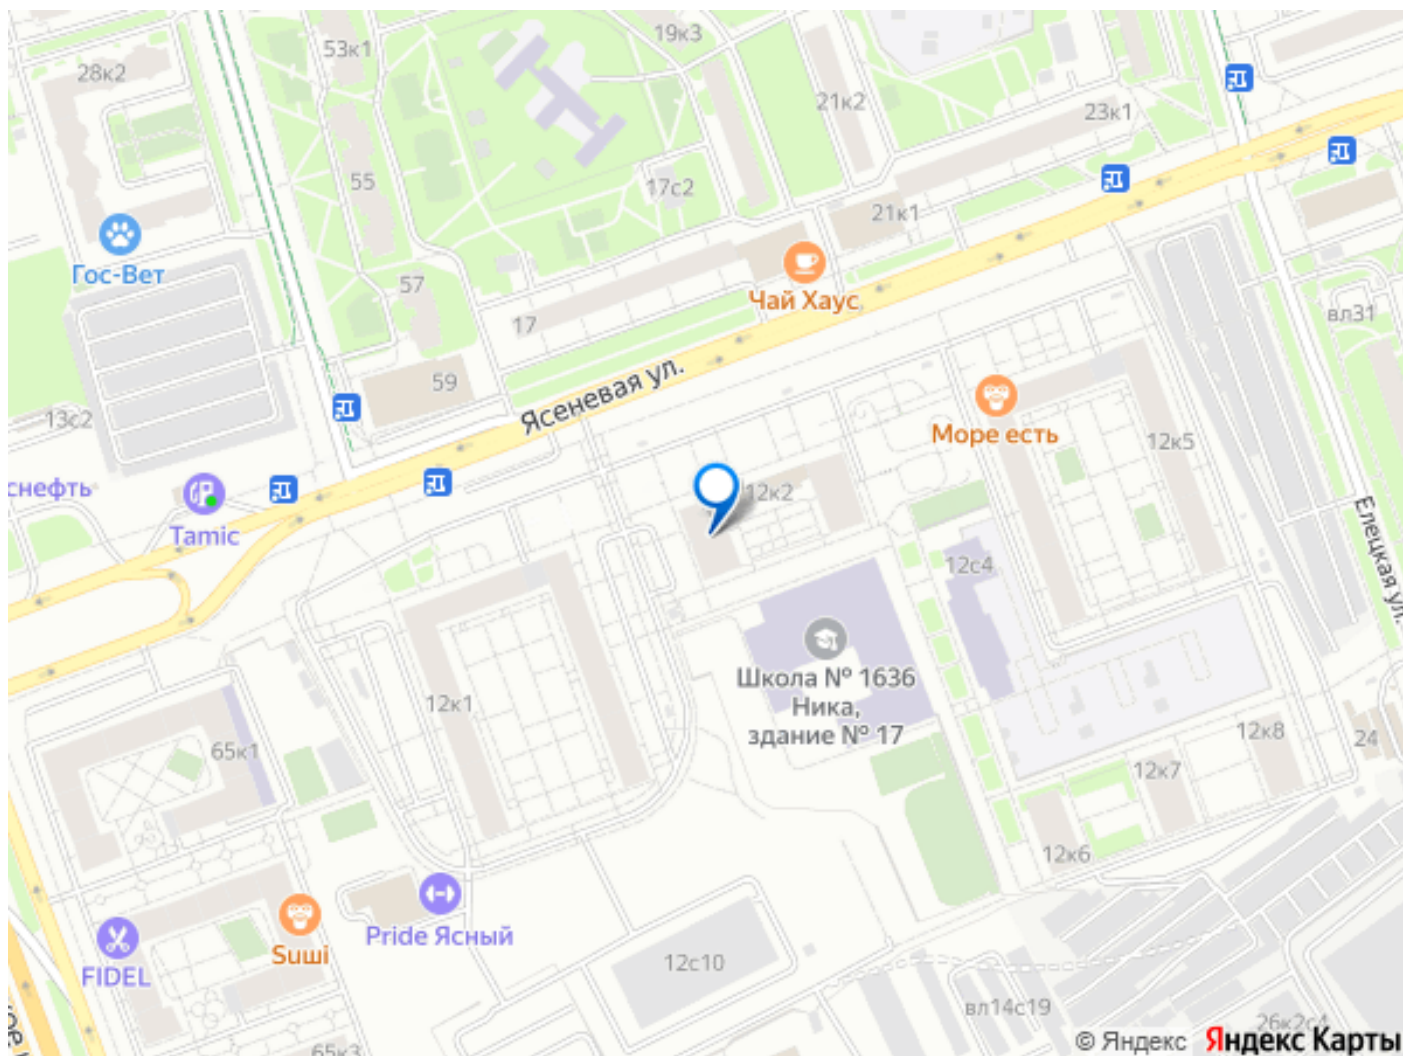 53к1
19к3
28к2
21к2
23к1
55
17с2
21к1
Гос-Вет
57
Чай Хаус
17
вл31
59
Ясеневая ул.
13с2
Море есть
12к5
снефть
12к2
Tamic
Елецкая ул.
12с4
Школа № 1636
Ника,
здание № 17
12к1
65к1
12к8
24
12к7
12к6
Suшi
Pride Ясный
FIDEL
12с10
вл14с19
26к2с4
65к3
© Яндекс
Яндекс Карты